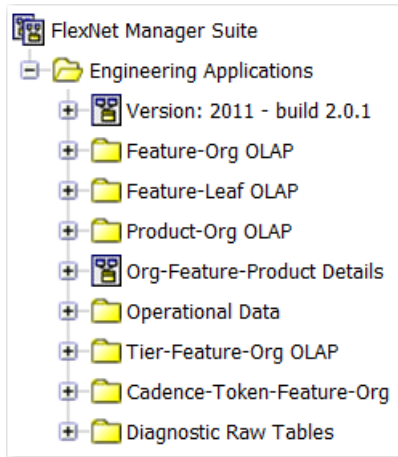 FlexNet Manager Suite
Engineering Applications
Version: 2011 - build 2.0.1
Feature-Org OLAP
Feature-Leaf OLAP
Product-Org OLAP
Org-Feature-Product Details
Operational Data
Tier-Feature-Org OLAP
Cadence-Token-Feature-Org
Diagnostic Raw Tables